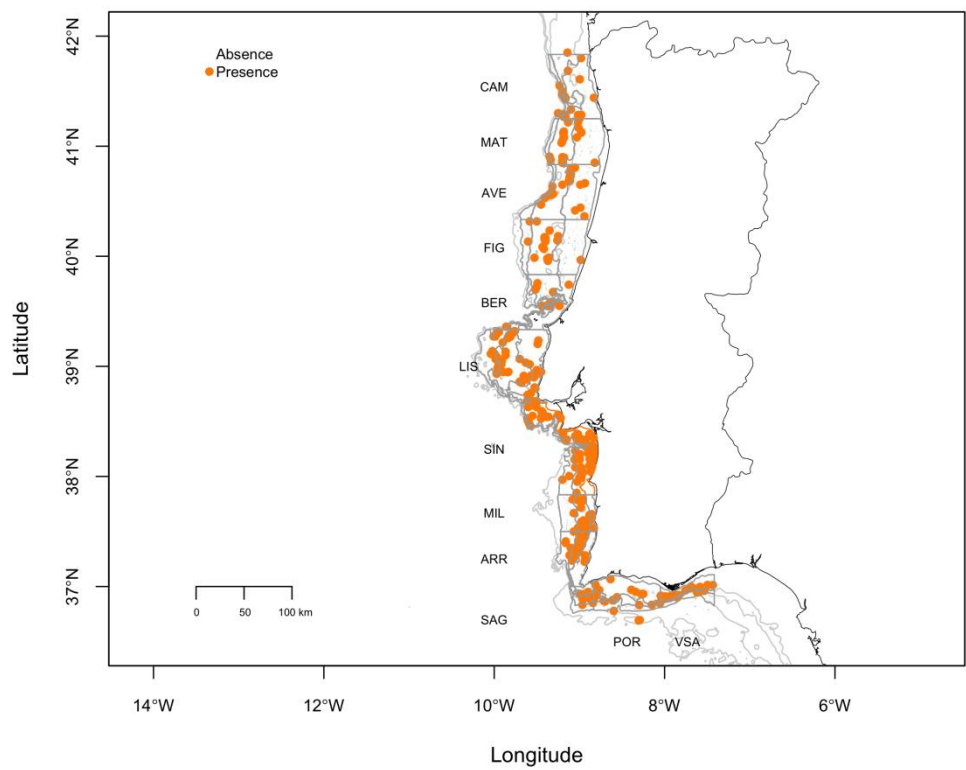 42°N
41°N
40°N
39°N
38°N
37°N
Latitude
Absence
Presence
CAM
MAT
AVE
FIG
BER
LIS
SIN
MIL
ARR
SAG
POR
VSA
0 50 100 km
14°W 12°W 10°W 8°W 6°W
Longitude